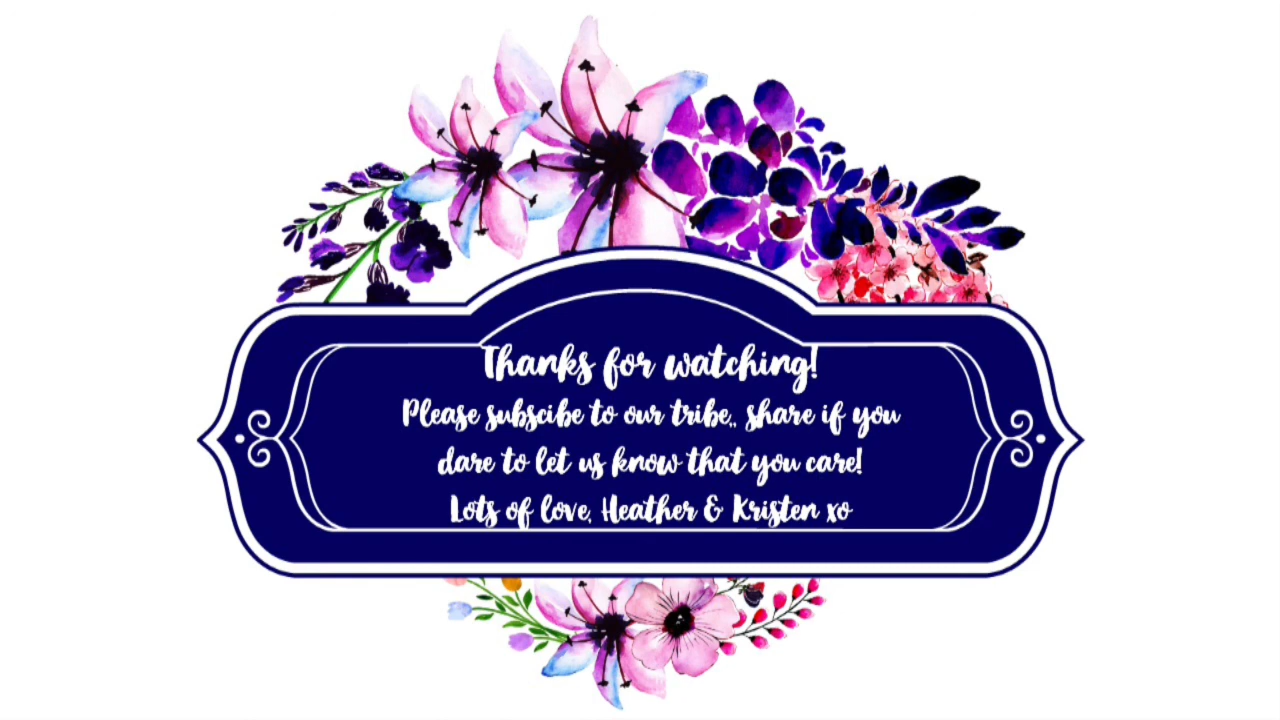 Thanks for watching!
Please subscibe to our tribe,, share if you
dare to let us know that you care!
Lots of love, Heather & Kristen xo